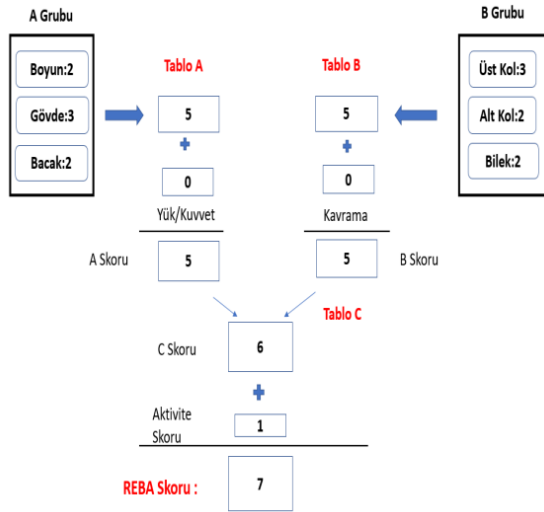 A Grubu
B Grubu
Boyun:2
Gövde:3
Bacak:2
Tablo A
Tablo B
Üst Kol:3
Alt Kol:2
Bilek:2
5
5
+
+
0
0
Yük/Kuvvet
Kavrama
A Skoru
5
5
B Skoru
Tablo C
C Skoru
6
+
Aktivite
Skoru
1
REBA Skoru :
7